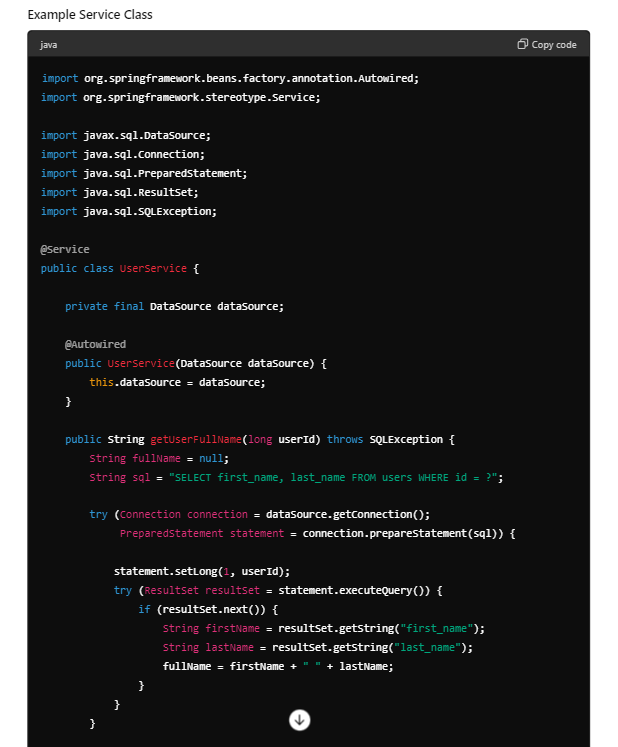 Example Service Class
java
Copy code
import org.springframework.beans.factory.annotation.Autowired;
import org.springframework.stereotype.Service;
import javax.sql.DataSource;
import java.sql.Connection;
import java.sql.PreparedStatement;
import java.sql.ResultSet;
import java.sql.SQLException;
@Service
public class UserService {
private final DataSource dataSource;
@Autowired
public UserService(DataSource dataSource) {
this.dataSource = dataSource;
}
public String getUserFullName(long userId) throws SQLException {
String fullName = null;
String sql = "SELECT first_name, last_name FROM users WHERE id = ?";
try (Connection connection = dataSource.getConnection();
PreparedStatement statement = connection.prepareStatement(sql)) {
statement.setLong(1, userId);
try (ResultSet resultSet = statement.executeQuery()) {
if (resultSet.next()) {
String firstName = resultSet.getString("first_name");
String lastName = resultSet.getString("last_name");
fullName = firstName + " " + lastName;
}
}
}